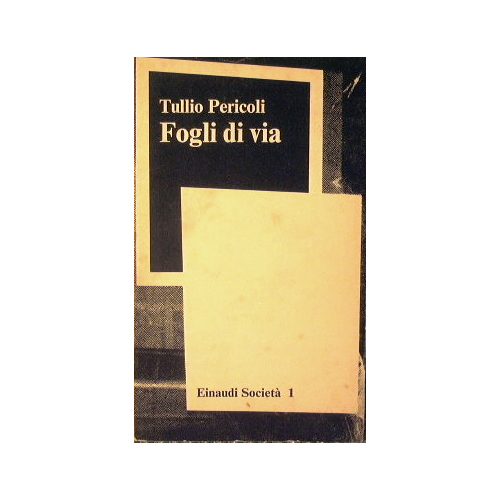 Tullio Pericoli
Fogli di via
Einaudi Società 1